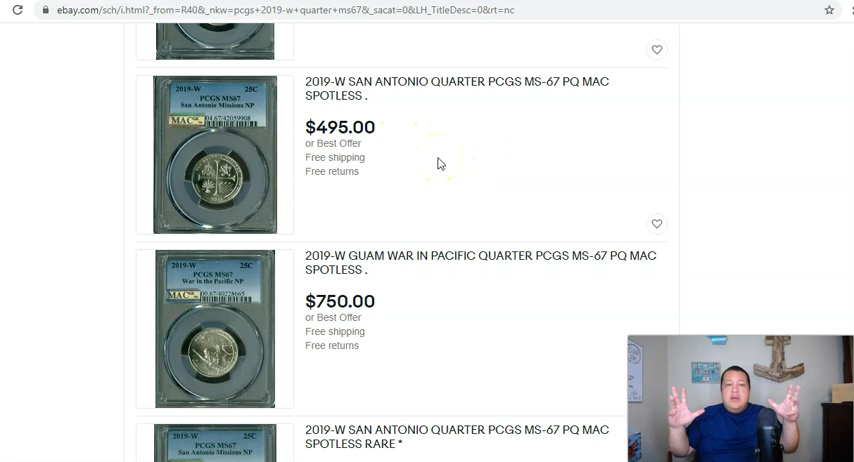 ebay.com/sch/i.html?_from=R40&_nkw=pcgs+2019-w+quarter+ms67&_sacat=0&LH_TitleDesc=0&rt=nc
2019-W SAN ANTONIO QUARTER PCGS MS-67 PQ MAC
SPOTLESS .
$495.00
or Best Offer
Free shipping
Free returns
2019-W 25C
PCGS MS67
San Antonio Missions NP
MAC
2019-W GUAM WAR IN PACIFIC QUARTER PCGS MS-67 PQ MAC
SPOTLESS .
$750.00
or Best Offer
Free shipping
Free returns
2019-W 25C
PCGS MS67
War in the Pacific NP
MAC
2019-W SAN ANTONIO QUARTER PCGS MS-67 PQ MAC
SPOTLESS RARE *
2019-W 25C
PCGS MS67
San Antonio Missions NP
BEACH